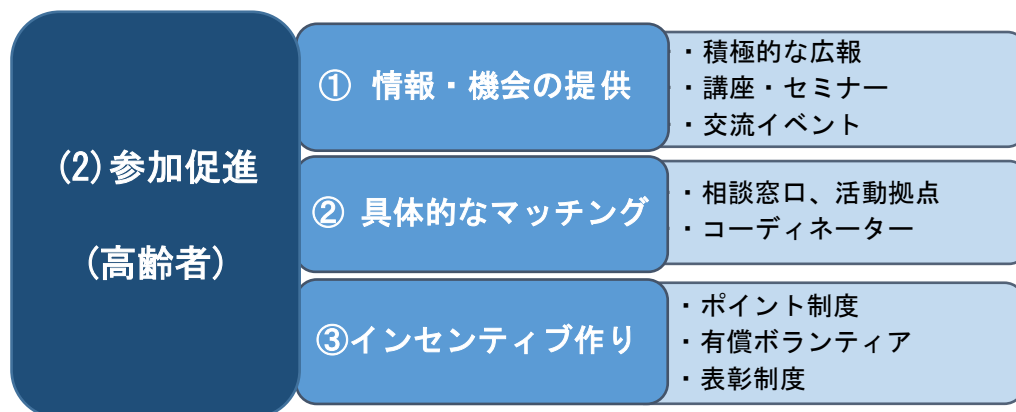 (2)参加促進
(高齢者)
① 情報・機会の提供
・積極的な広報
・講座・セミナー
・交流イベント
② 具体的なマッチング
・相談窓口、活動拠点
・コーディネーター
③インセンティブ作り
・ポイント制度
・有償ボランティア
・表彰制度